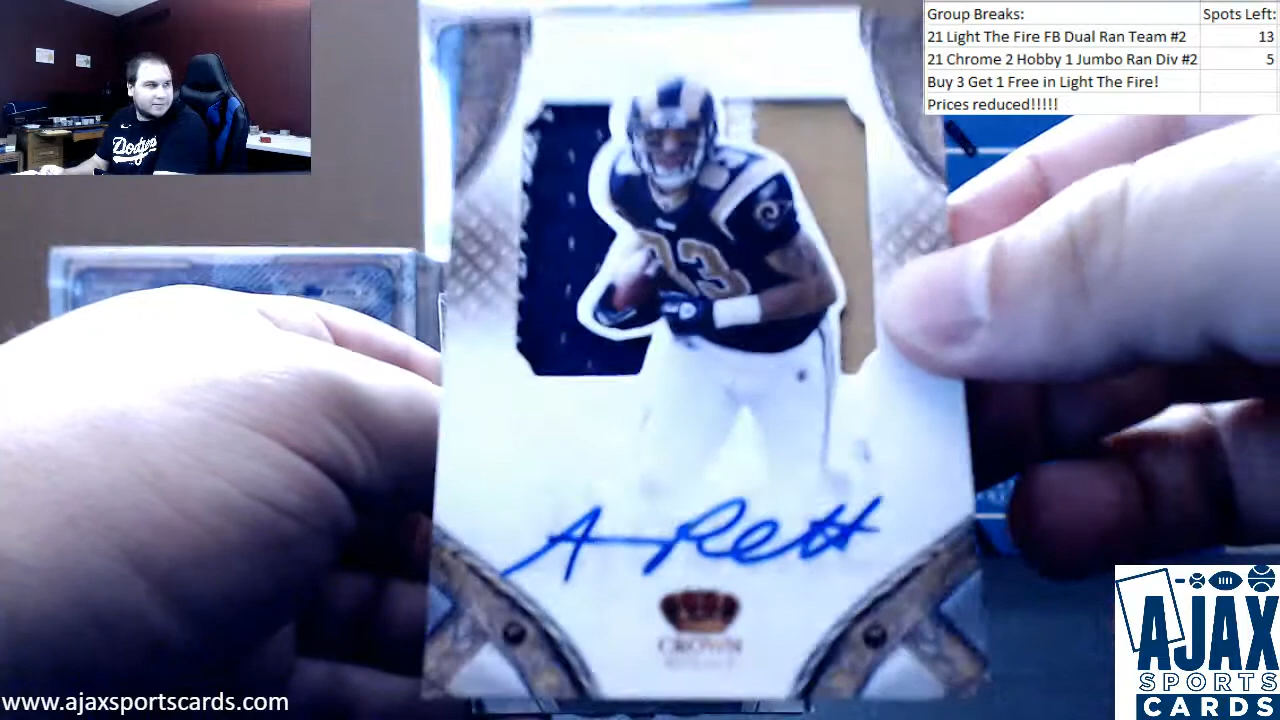 Group Breaks: Spots Left:
21 Light The Fire FB Dual Ran Team #2 13
21 Chrome 2 Hobby 1 Jumbo Ran Div #2 5
Buy 3 Get 1 Free in Light The Fire!
Prices reduced!!!!!
Dodgers
33
A Pett
CROWN
www.ajaxsportscards.com
AJAX
SPORTS
CARDS